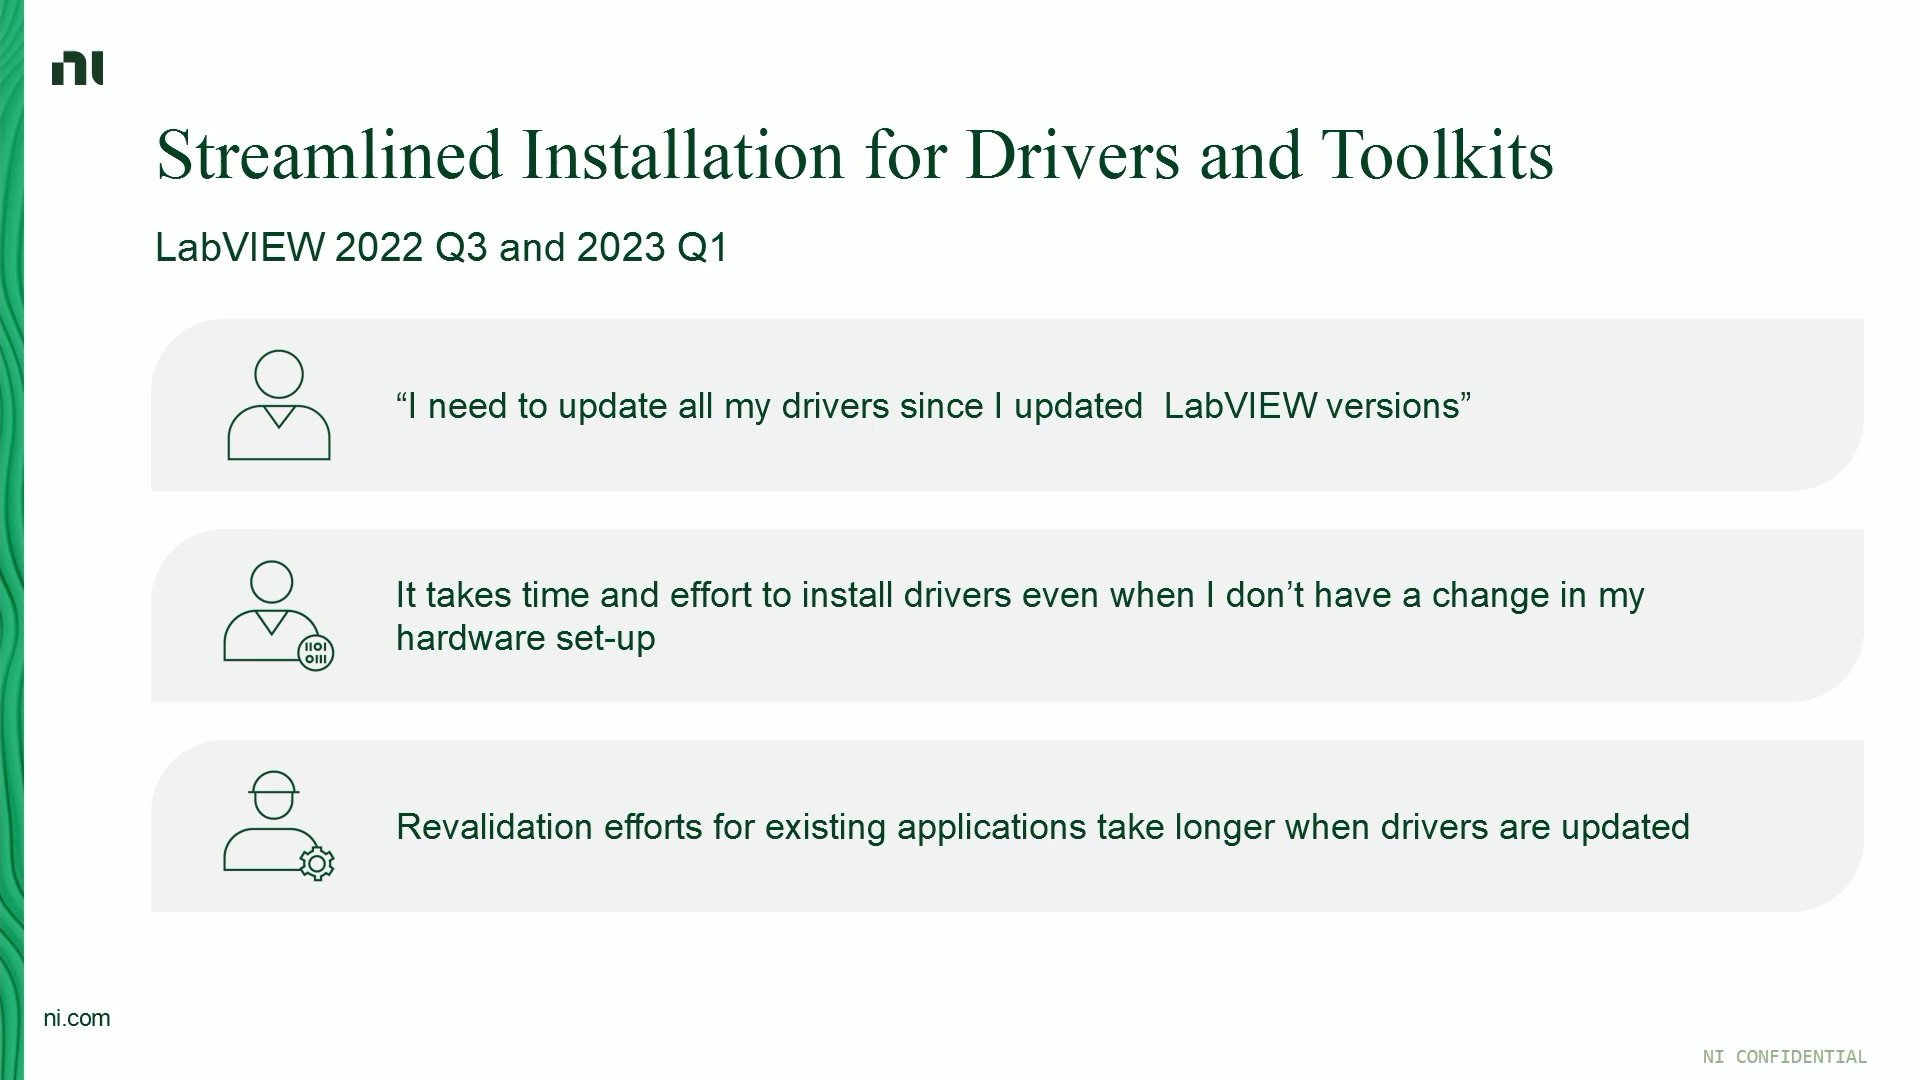 ni
Streamlined Installation for Drivers and Toolkits
LabVIEW 2022 Q3 and 2023 Q1
“I need to update all my drivers since I updated  LabVIEW versions”
It takes time and effort to install drivers even when I don’t have a change in my
hardware set-up
Revalidation efforts for existing applications take longer when drivers are updated
ni.com
NI CONFIDENTIAL